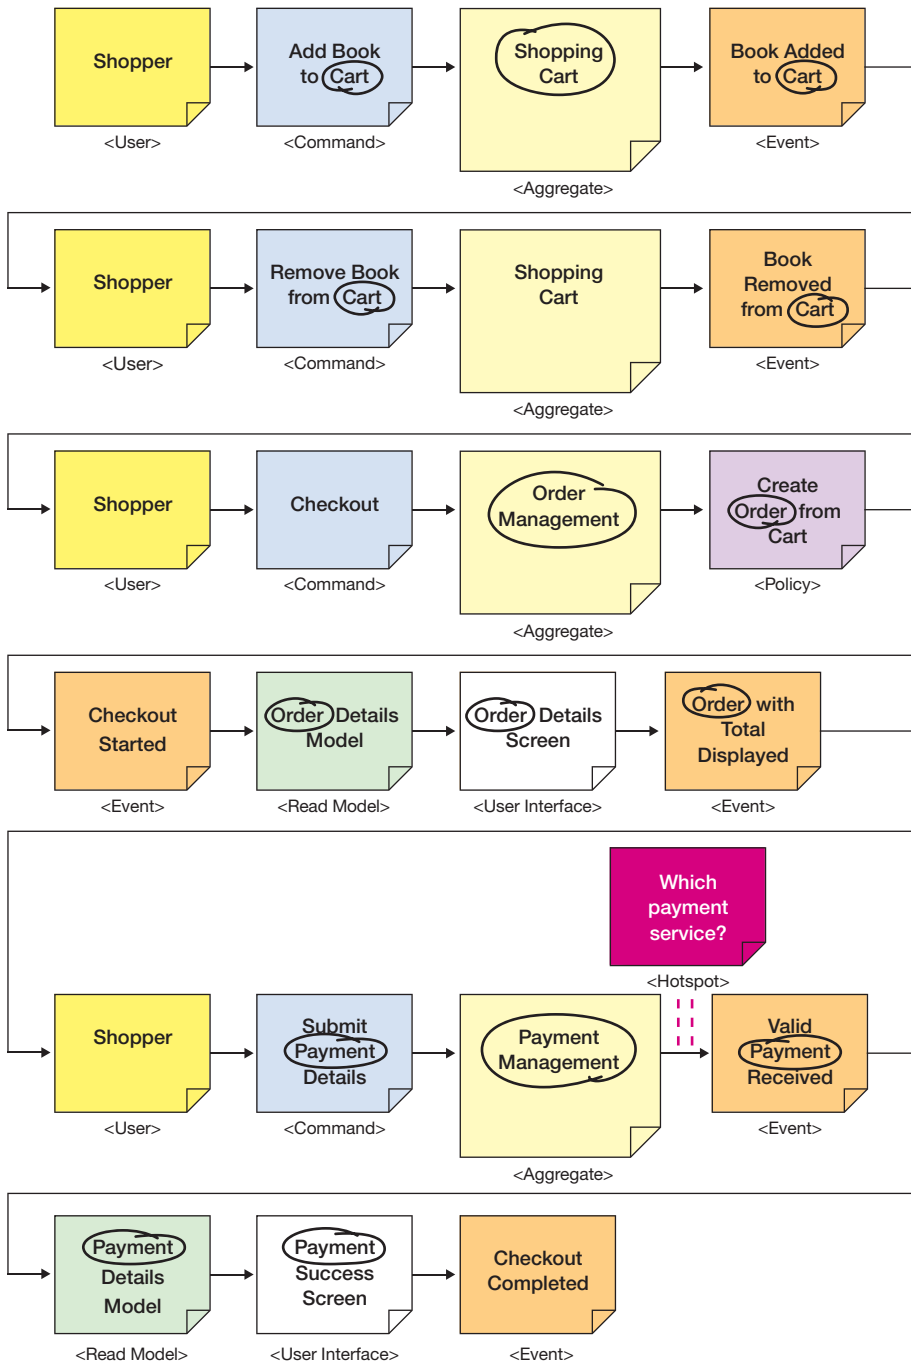 Shopper
<User>
Add Book
to Cart
<Command>
Shopping
Cart
<Aggregate>
Book Added
to Cart
<Event>
Shopper
<User>
Remove Book
from Cart
<Command>
Shopping
Cart
<Aggregate>
Book
Removed
from Cart
<Event>
Shopper
<User>
Checkout
<Command>
Order
Management
<Aggregate>
Create
Order from
Cart
<Policy>
Checkout
Started
<Event>
Order Details
Model
<Read Model>
Order Details
Screen
<User Interface>
Order with
Total
Displayed
<Event>
Which
payment
service?
<Hotspot>
Shopper
<User>
Submit
Payment
Details
<Command>
Payment
Management
<Aggregate>
Valid
Payment
Received
<Event>
Payment
Details
Model
<Read Model>
Payment
Success
Screen
<User Interface>
Checkout
Completed
<Event>